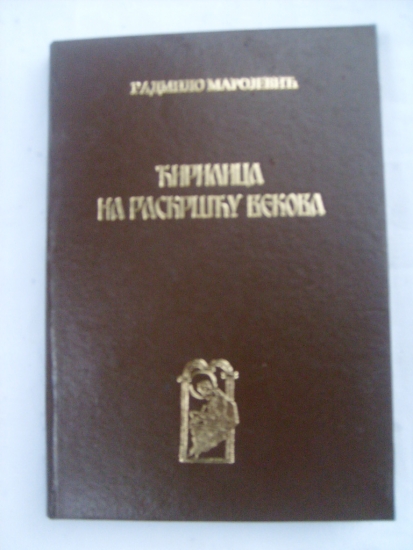 РАДМИЛО МАРОЈЕВИЋ
ЋИРИЛИЦА
НА РАСКРШЋУ ВЕКОВА